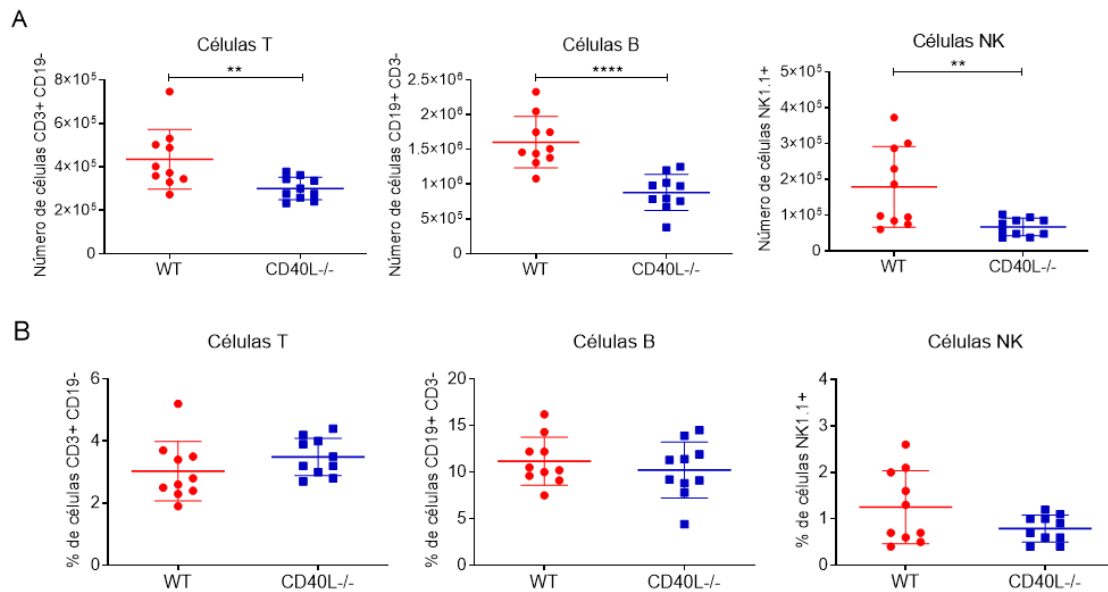 A
Células T
Número de células CD3+ CD19-
8×10⁵
6×10⁵
4×10⁵
2×10⁵
0
**
WT
CD40L-/-
Células B
Número de células CD19+ CD3-
2.5×10⁶
2.0×10⁶
1.5×10⁶
1.0×10⁶
5.0×10⁵
0
****
WT
CD40L-/-
Células NK
Número de células NK1.1+
5×10⁵
4×10⁵
3×10⁵
2×10⁵
1×10⁵
0
**
WT
CD40L-/-
B
Células T
% de células CD3+ CD19-
6
4
2
0
WT
CD40L-/-
Células B
% de células CD19+ CD3-
20
15
10
5
0
WT
CD40L-/-
Células NK
% de células NK1.1+
4
3
2
1
0
WT
CD40L-/-